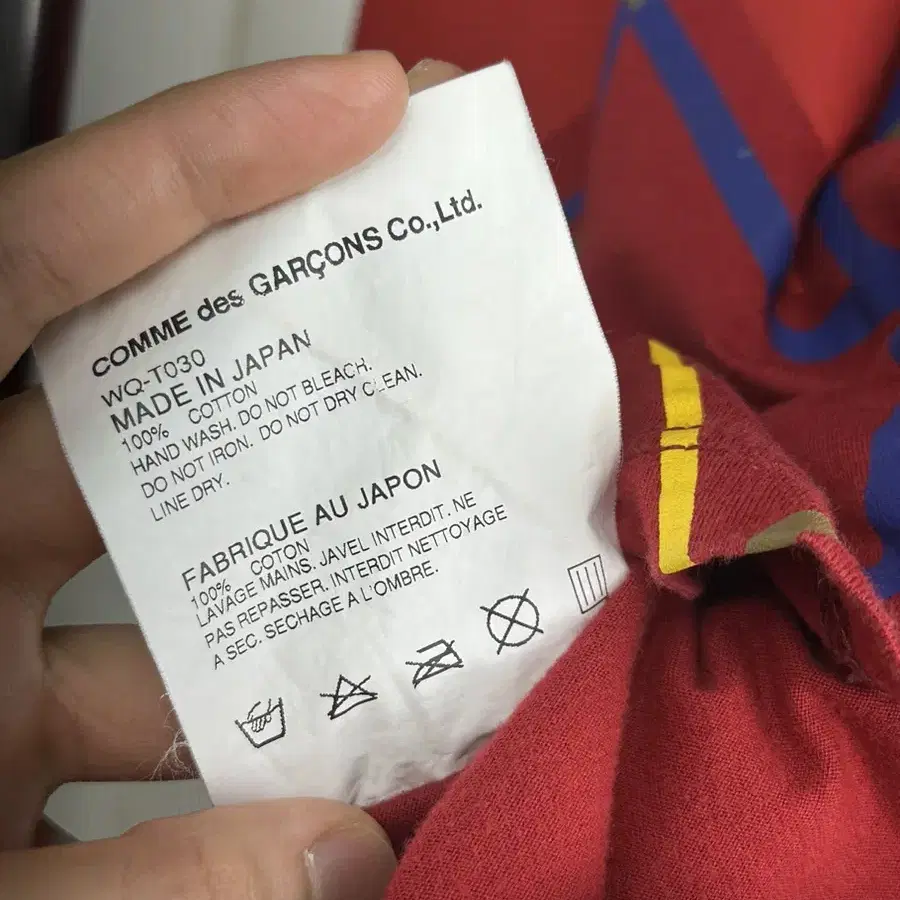 COMME des GARÇONS Co.,Ltd.
WQ-T030
MADE IN JAPAN
100% COTTON
HAND WASH. DO NOT BLEACH.
DO NOT IRON. DO NOT DRY CLEAN.
LINE DRY.
FABRIQUE AU JAPON
100% COTON
LAVAGE MAINS. JAVEL INTERDIT. NE
PAS REPASSER. INTERDIT NETTOYAGE
A SEC. SECHAGE A L'OMBRE.